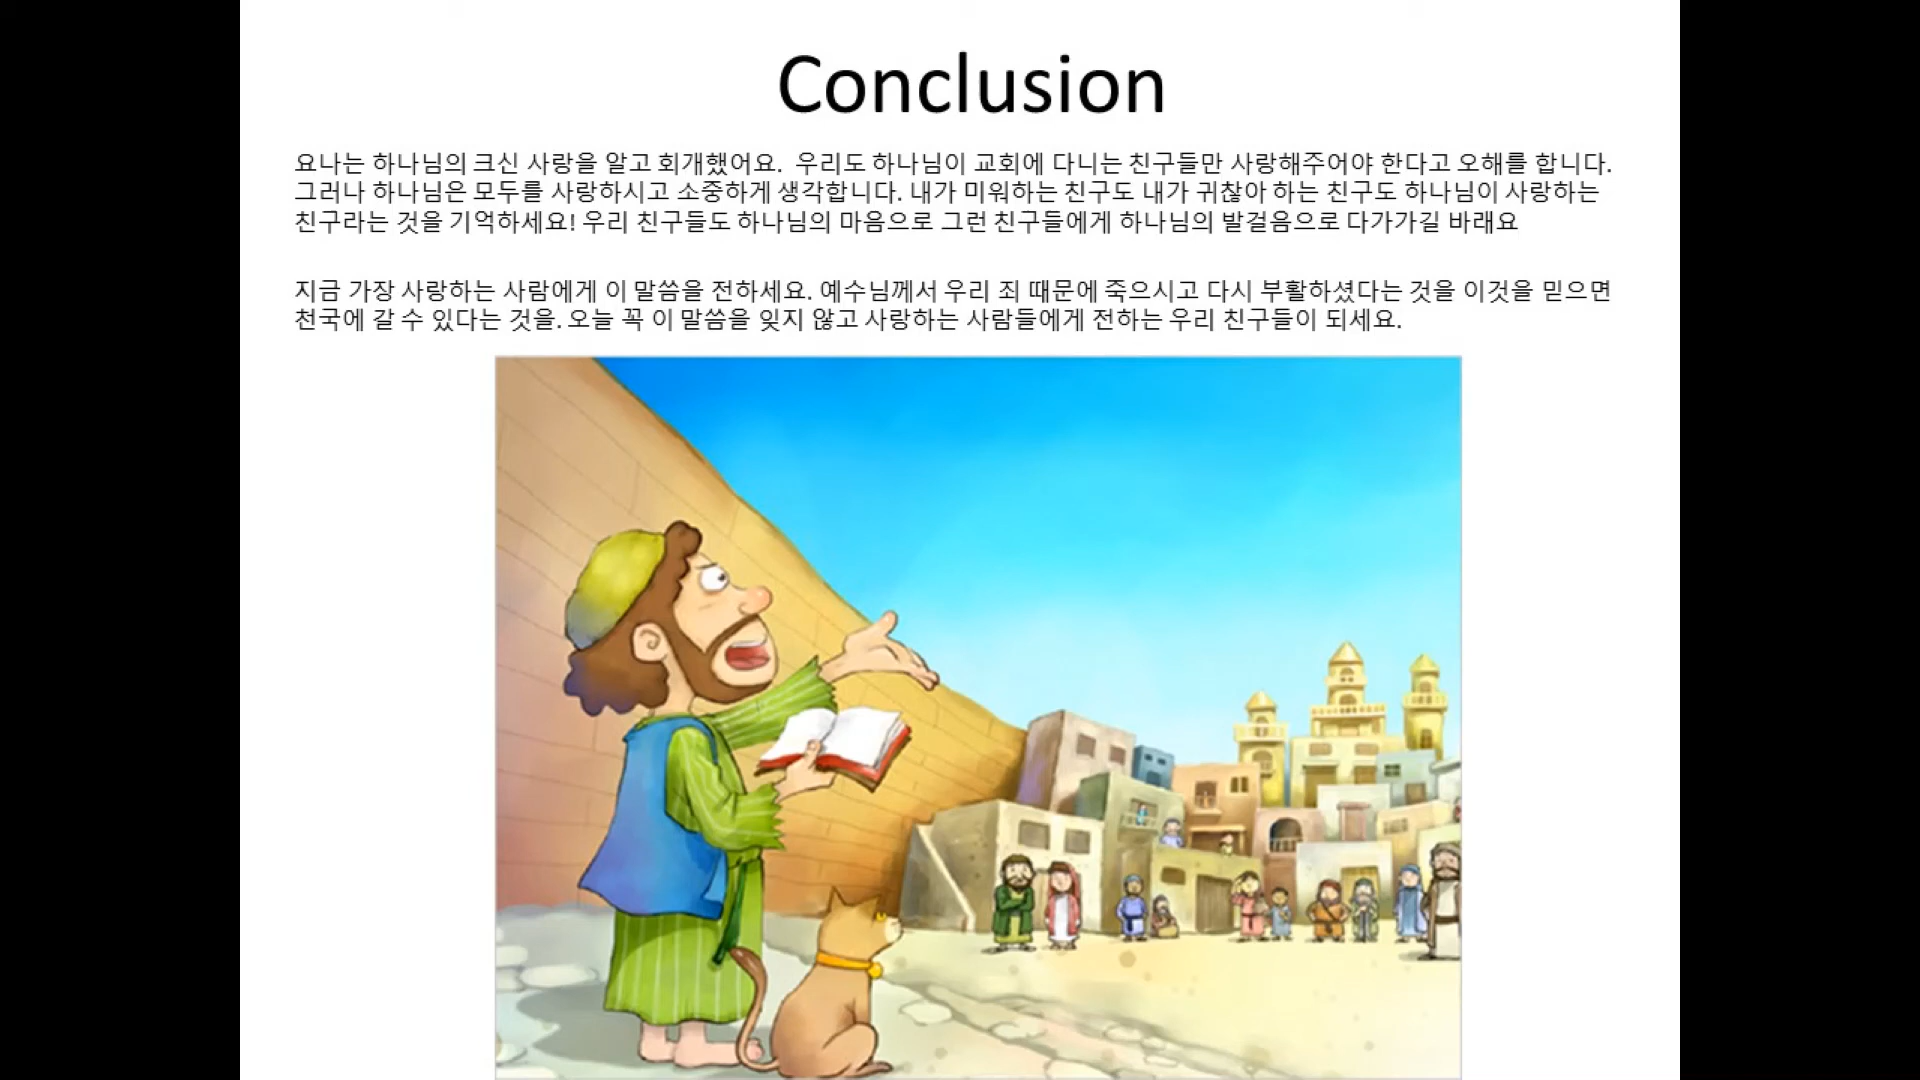 Conclusion
요나는 하나님의 크신 사랑을 알고 회개했어요. 우리도 하나님이 교회에 다니는 친구들만 사랑해주어야 한다고 오해를 합니다.
그러나 하나님은 모두를 사랑하시고 소중하게 생각합니다. 내가 미워하는 친구도 내가 귀찮아 하는 친구도 하나님이 사랑하는
친구라는 것을 기억하세요! 우리 친구들도 하나님의 마음으로 그런 친구들에게 하나님의 발걸음으로 다가가길 바래요
지금 가장 사랑하는 사람에게 이 말씀을 전하세요. 예수님께서 우리 죄 때문에 죽으시고 다시 부활하셨다는 것을 이것을 믿으면
천국에 갈 수 있다는 것을. 오늘 꼭 이 말씀을 잊지 않고 사랑하는 사람들에게 전하는 우리 친구들이 되세요.